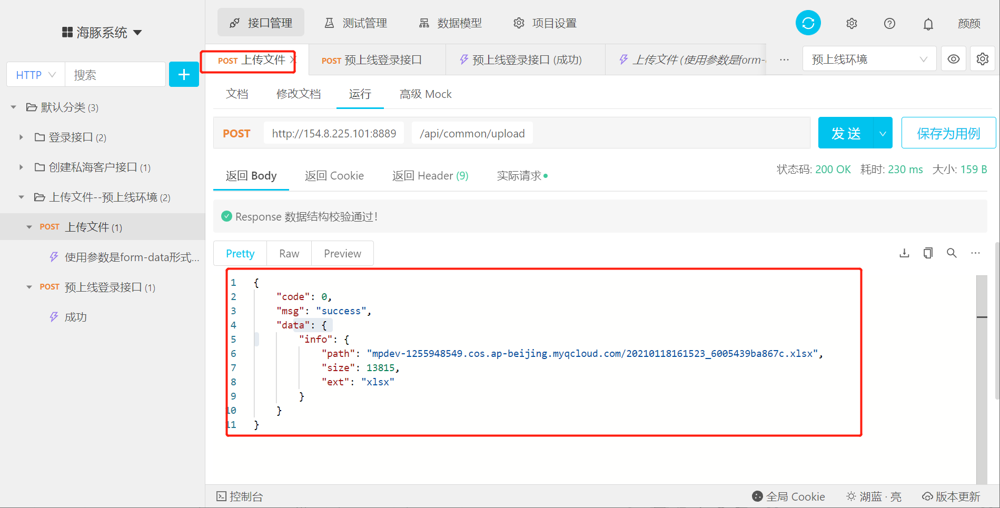 海豚系统
接口管理 测试管理 数据模型 项目设置 颜颜
POST 上传文件 POST 预上线登录接口 预上线登录接口 (成功) 上传文件 (使用参数是form- ··· 预上线环境
HTTP 搜索 +
文档 修改文档 运行 高级 Mock
默认分类 (3)
登录接口 (2)
创建私海客户接口 (1)
上传文件--预上线环境 (2)
POST 上传文件 (1)
使用参数是form-data形式...
POST 预上线登录接口 (1)
成功
POST http://154.8.225.101:8889 /api/common/upload 发 送 保存为用例
返回 Body 返回 Cookie 返回 Header (9) 实际请求 状态码: 200 OK 耗时: 230 ms 大小: 159 B
Response 数据结构校验通过!
Pretty Raw Preview ···
1 {
2 "code": 0,
3 "msg": "success",
4 "data": {
5 "info": {
6 "path": "mpdev-1255948549.cos.ap-beijing.myqcloud.com/20210118161523_6005439ba867c.xlsx",
7 "size": 13815,
8 "ext": "xlsx"
9 }
10 }
11 }
控制台 全局 Cookie 湖蓝 · 亮 版本更新